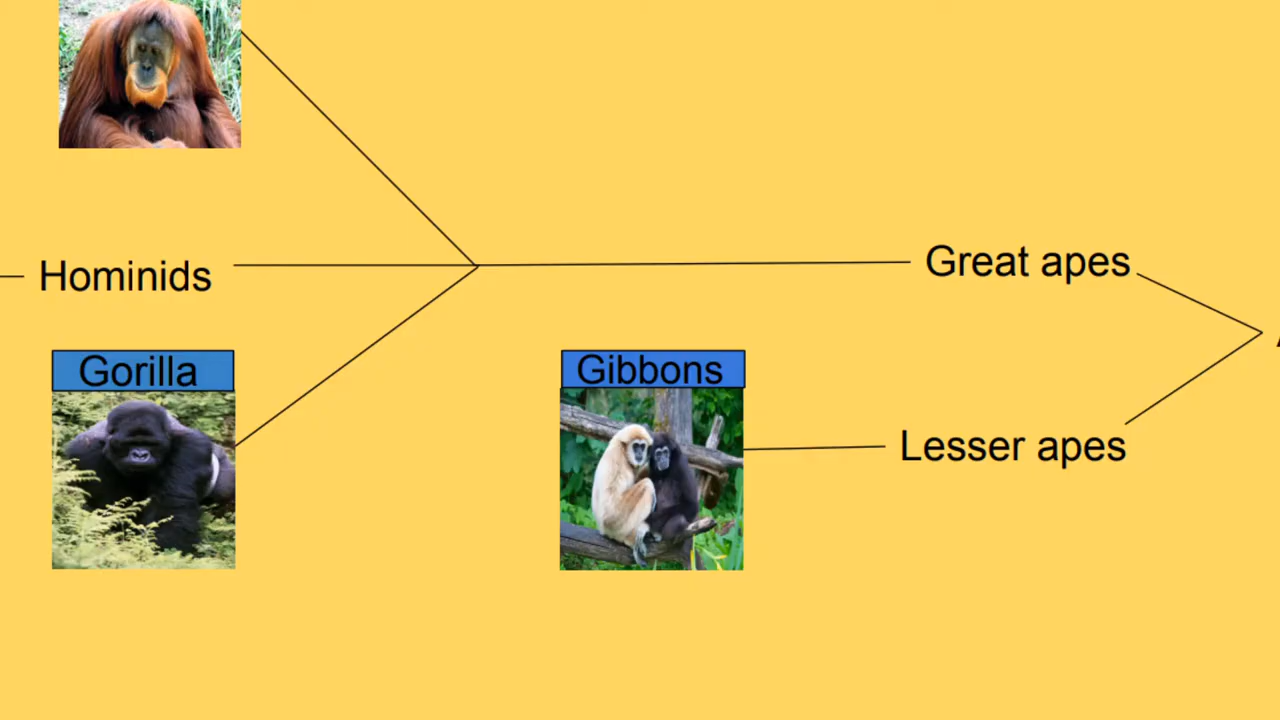 Great apes
Hominids
Gorilla
Gibbons
Lesser apes